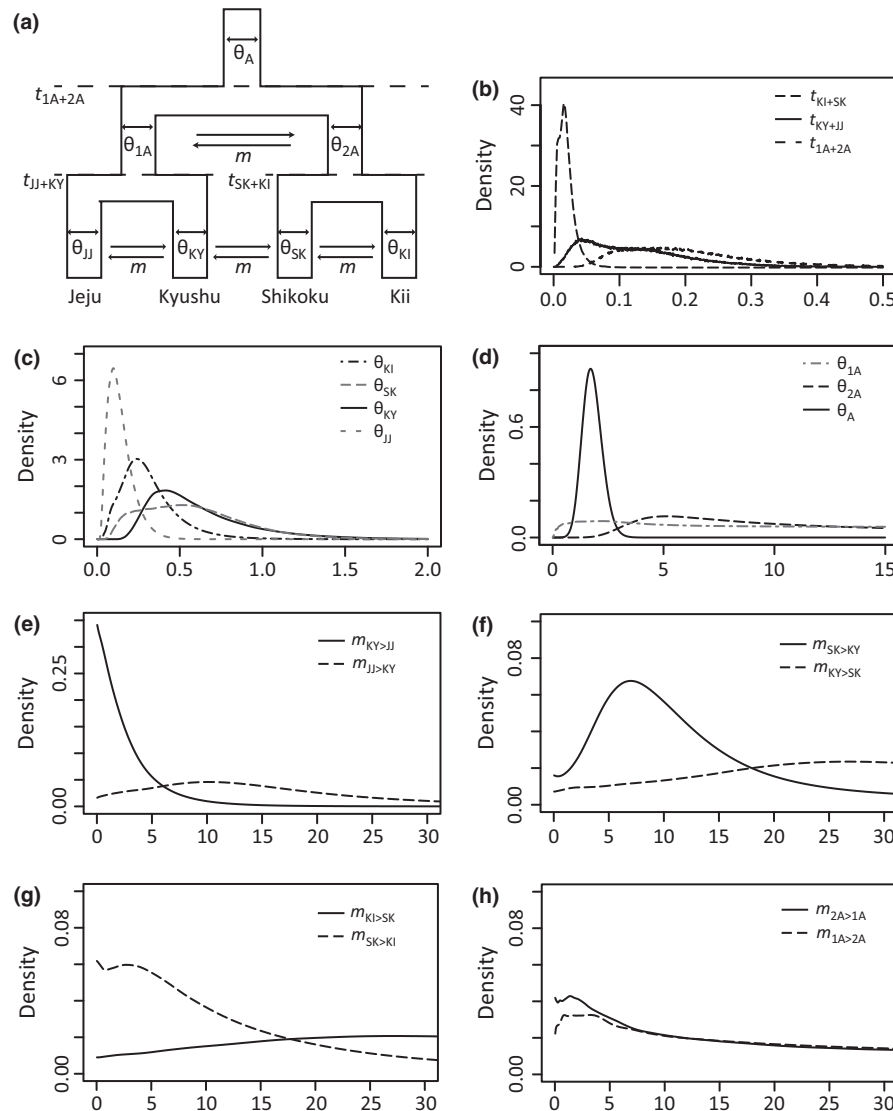 (a)
θA
t1A+2A
θ1A
θ2A
m
tJJ+KY
tSK+KI
θJJ
θKY
θSK
θKI
m
m
m
Jeju
Kyushu
Shikoku
Kii
(b)
Density
40
20
0
tKI+SK
tKY+JJ
t1A+2A
0.0 0.1 0.2 0.3 0.4 0.5
(c)
Density
6
3
0
θKI
θSK
θKY
θJJ
0.0 0.5 1.0 1.5 2.0
(d)
Density
0.6
0.0
θ1A
θ2A
θA
0 5 10 15
(e)
Density
0.25
0.00
mKY>JJ
mJJ>KY
0 5 10 15 20 25 30
(f)
Density
0.08
0.00
mSK>KY
mKY>SK
0 5 10 15 20 25 30
(g)
Density
0.08
0.00
mKI>SK
mSK>KI
0 5 10 15 20 25 30
(h)
Density
0.08
0.00
m2A>1A
m1A>2A
0 5 10 15 20 25 30